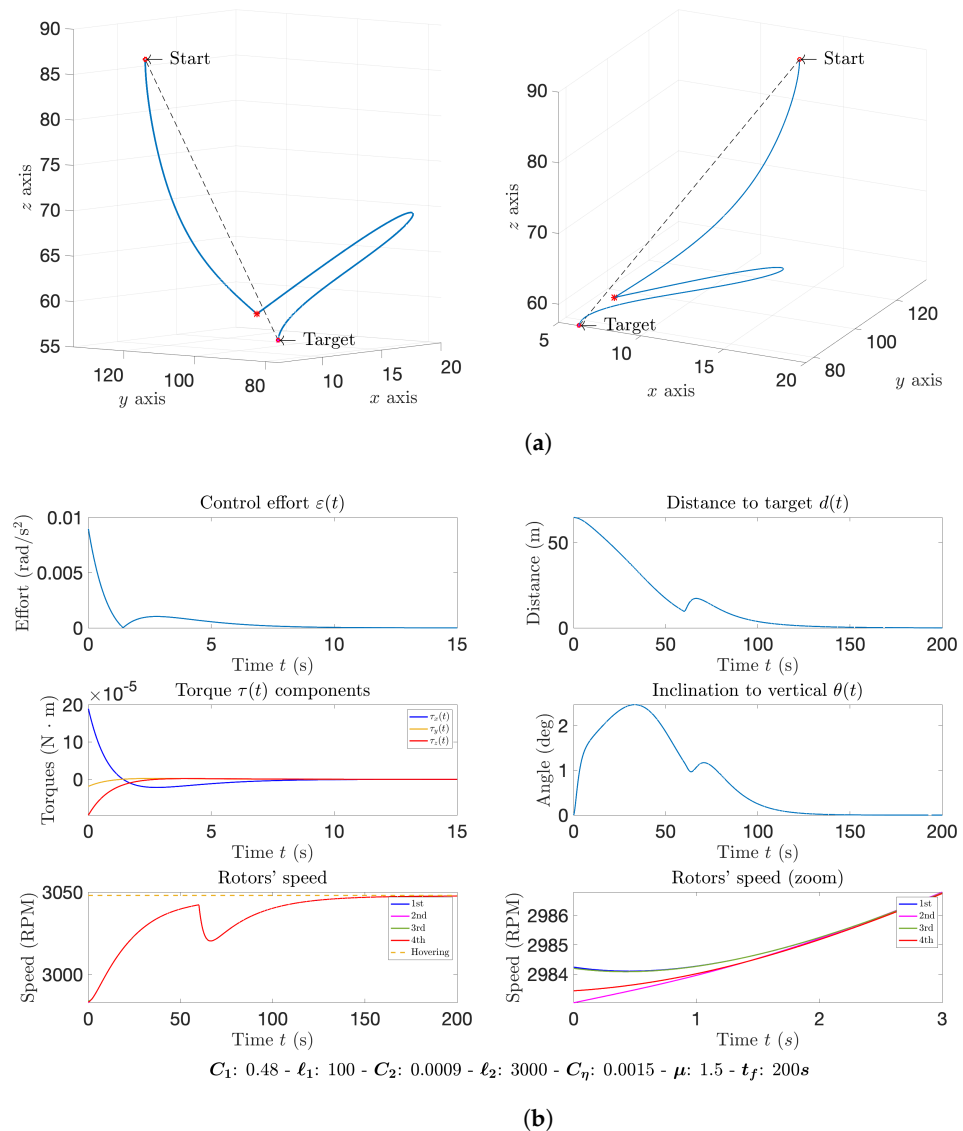 90
85
80
75
70
65
60
55
z axis
Start
Target
120
100
80
y axis
10
15
20
x axis
90
90
80
70
60
z axis
Start
Target
5
10
15
20
x axis
80
100
120
y axis
(a)
Control effort ε(t)
0.01
0.005
0
Effort (rad/s²)
0 5 10 15
Time t (s)
Distance to target d(t)
50
0
Distance (m)
0 50 100 150 200
Time t (s)
Torque τ(t) components
×10⁻⁵
20
10
0
Torques (N · m)
τₓ(t)
τᵧ(t)
τ_z(t)
0 5 10 15
Time t (s)
Inclination to vertical θ(t)
2
1
0
Angle (deg)
0 50 100 150 200
Time t (s)
Rotors' speed
3050
3000
Speed (RPM)
1st
2nd
3rd
4th
Hovering
0 50 100 150 200
Time t (s)
Rotors' speed (zoom)
2986
2985
2984
Speed (RPM)
1st
2nd
3rd
4th
0 1 2 3
Time t (s)
C₁: 0.48 - ℓ₁: 100 - C₂: 0.0009 - ℓ₂: 3000 - C_η: 0.0015 - μ: 1.5 - t_f: 200s
(b)